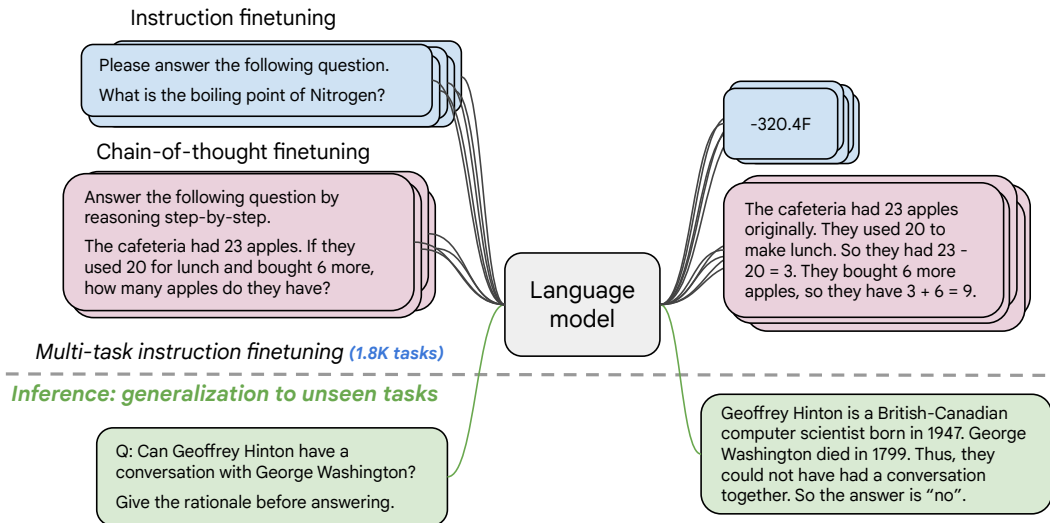 Instruction finetuning
Please answer the following question.
What is the boiling point of Nitrogen?
-320.4F
Chain-of-thought finetuning
Answer the following question by
reasoning step-by-step.
The cafeteria had 23 apples. If they
used 20 for lunch and bought 6 more,
how many apples do they have?
Language
model
The cafeteria had 23 apples
originally. They used 20 to
make lunch. So they had 23 -
20 = 3. They bought 6 more
apples, so they have 3 + 6 = 9.
Multi-task instruction finetuning (1.8K tasks)
Inference: generalization to unseen tasks
Q: Can Geoffrey Hinton have a
conversation with George Washington?
Give the rationale before answering.
Geoffrey Hinton is a British-Canadian
computer scientist born in 1947. George
Washington died in 1799. Thus, they
could not have had a conversation
together. So the answer is “no”.